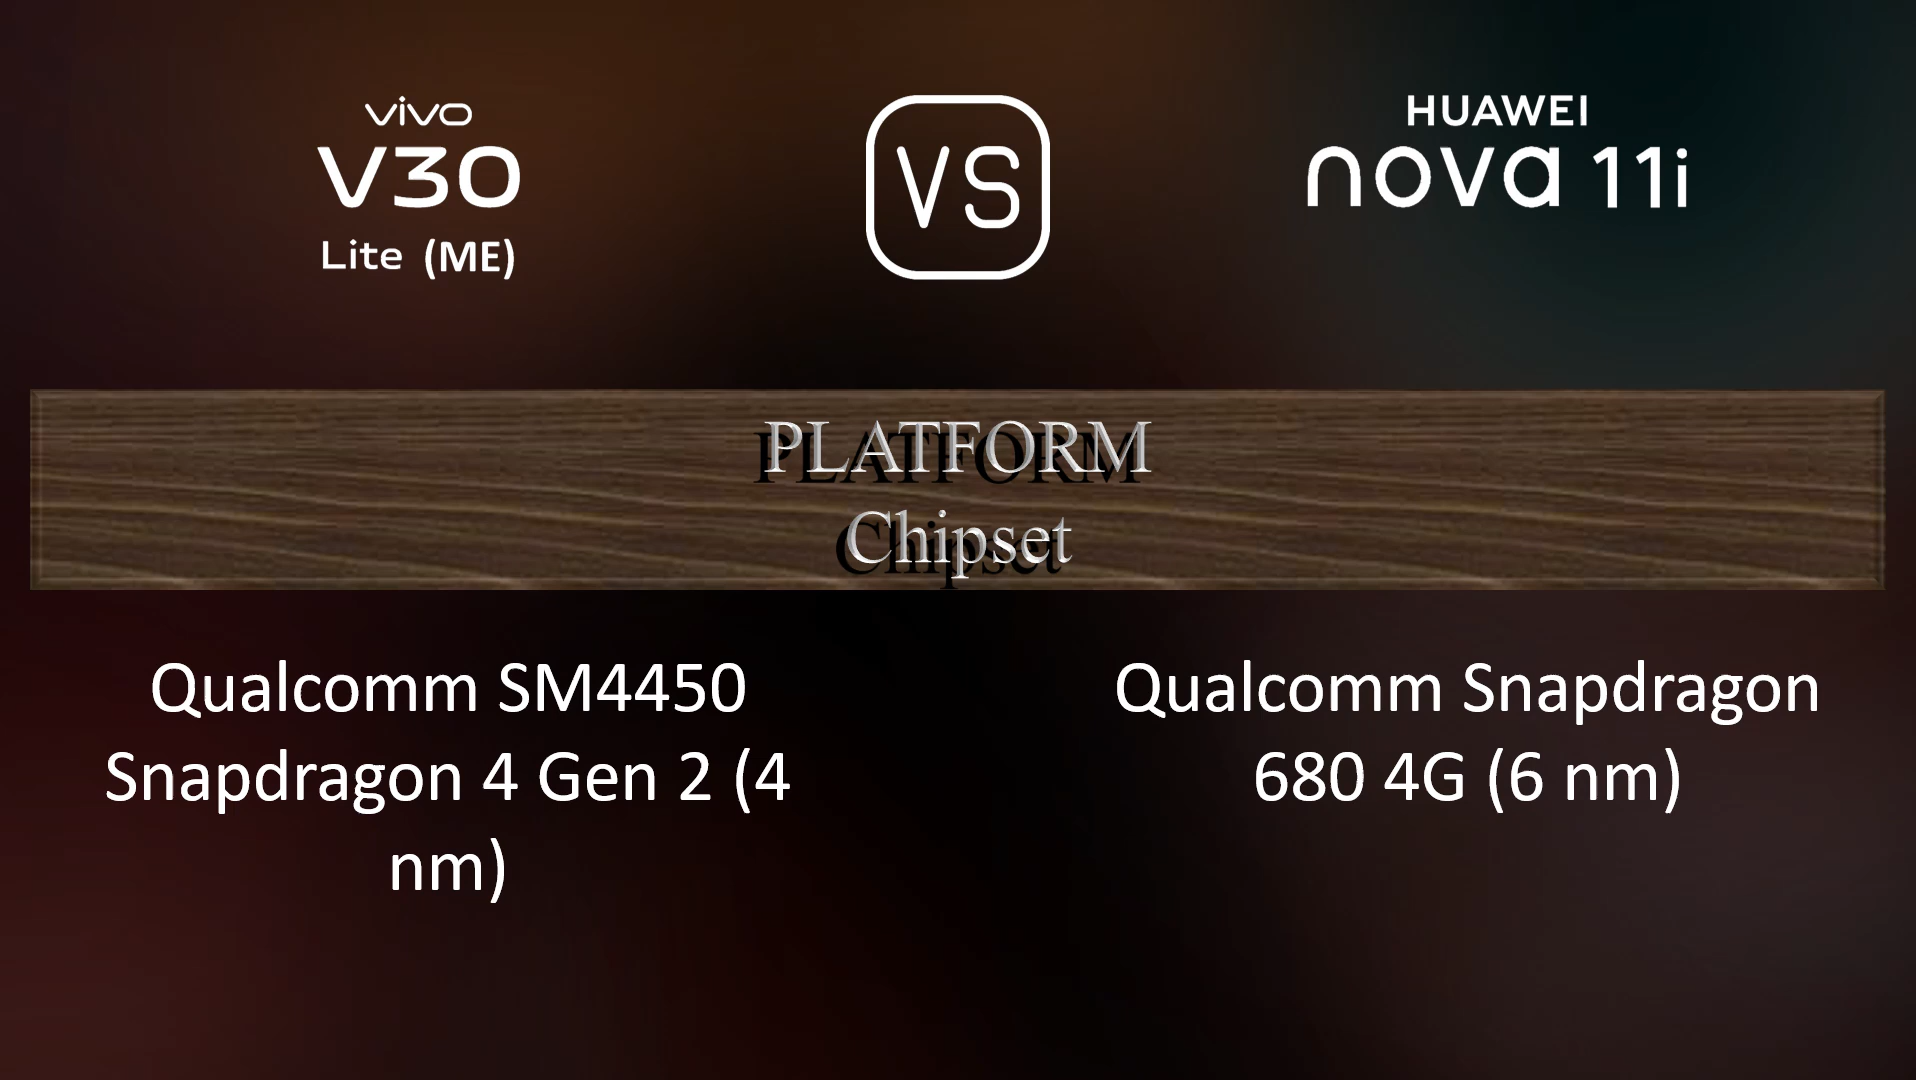 vivo
V30
Lite (ME)
VS
HUAWEI
nova 11i
PLATFORM
Chipset
Qualcomm SM4450
Snapdragon 4 Gen 2 (4
nm)
Qualcomm Snapdragon
680 4G (6 nm)